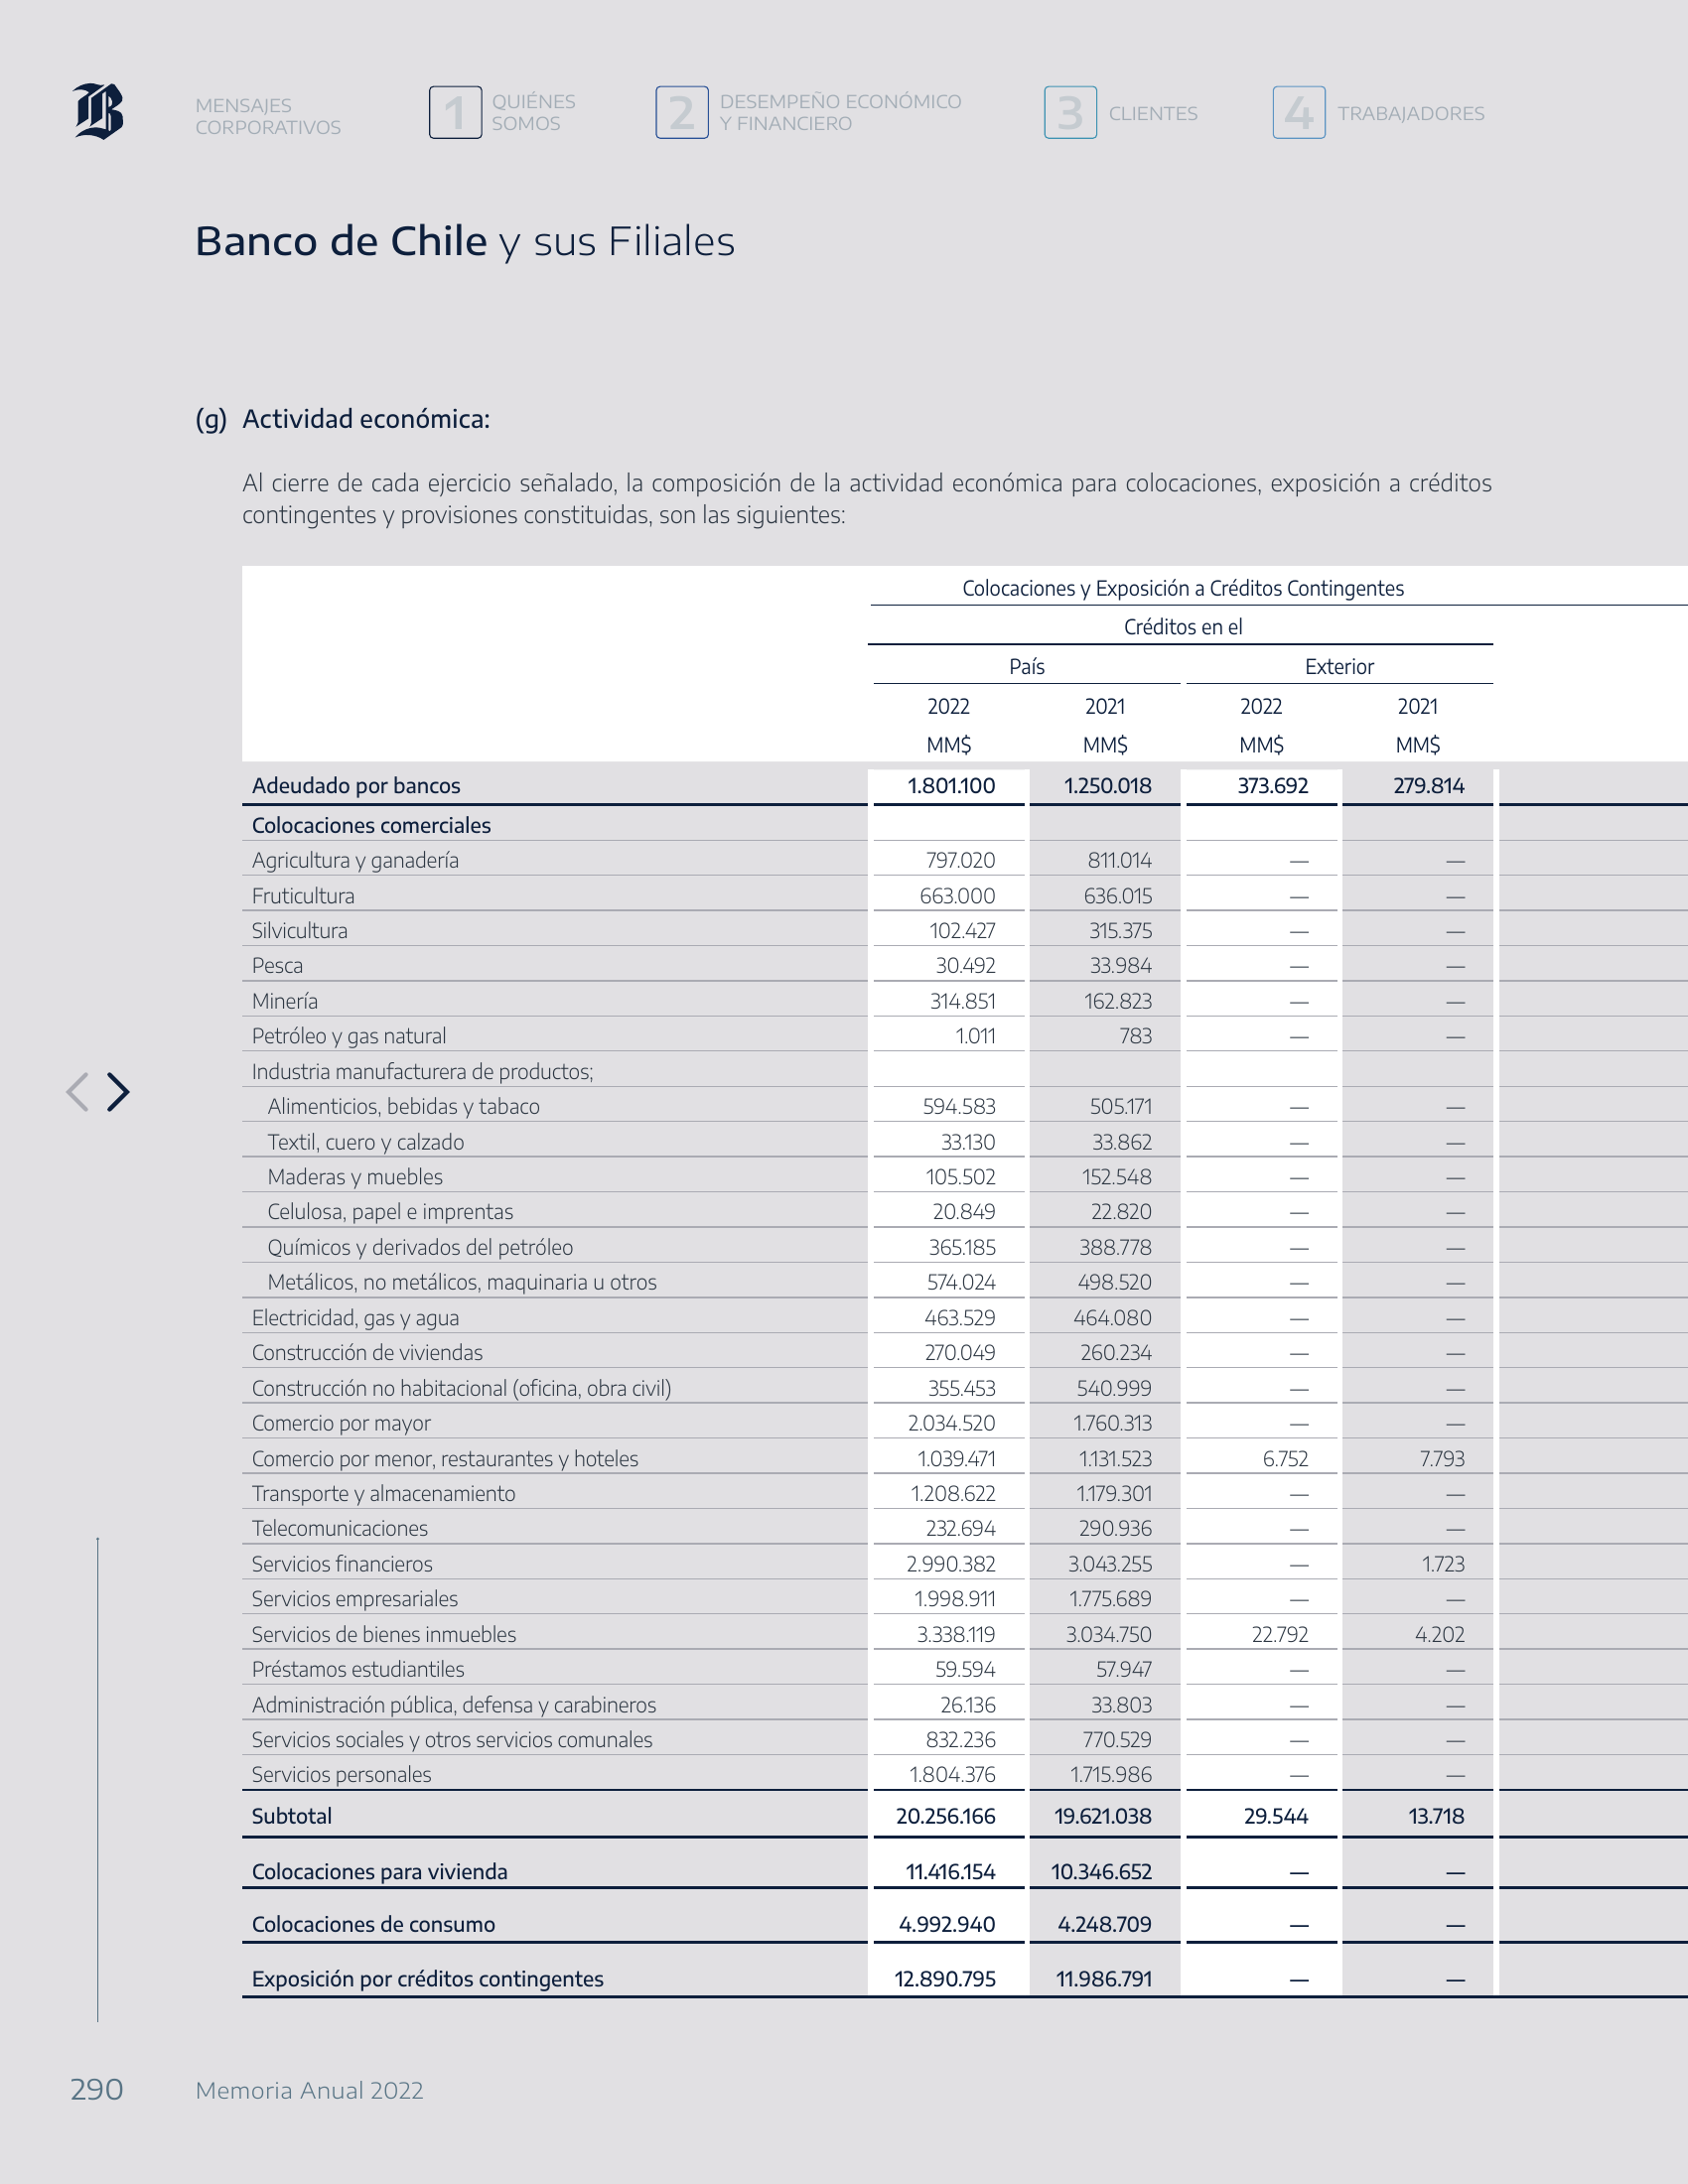 B
MENSAJES
CORPORATIVOS
1
QUIÉNES
SOMOS
2
DESEMPEÑO ECONÓMICO
Y FINANCIERO
3
CLIENTES
4
TRABAJADORES
Banco de Chile y sus Filiales
(g) Actividad económica:
Al cierre de cada ejercicio señalado, la composición de la actividad económica para colocaciones, exposición a créditos
contingentes y provisiones constituidas, son las siguientes:
Colocaciones y Exposición a Créditos Contingentes
Créditos en el
País Exterior
2022 2021 2022 2021
MM$ MM$ MM$ MM$
Adeudado por bancos 1.801.100 1.250.018 373.692 279.814
Colocaciones comerciales
Agricultura y ganadería 797.020 811.014 — —
Fruticultura 663.000 636.015 — —
Silvicultura 102.427 315.375 — —
Pesca 30.492 33.984 — —
Minería 314.851 162.823 — —
Petróleo y gas natural 1.011 783 — —
Industria manufacturera de productos;
Alimenticios, bebidas y tabaco 594.583 505.171 — —
Textil, cuero y calzado 33.130 33.862 — —
Maderas y muebles 105.502 152.548 — —
Celulosa, papel e imprentas 20.849 22.820 — —
Químicos y derivados del petróleo 365.185 388.778 — —
Metálicos, no metálicos, maquinaria u otros 574.024 498.520 — —
Electricidad, gas y agua 463.529 464.080 — —
Construcción de viviendas 270.049 260.234 — —
Construcción no habitacional (oficina, obra civil) 355.453 540.999 — —
Comercio por mayor 2.034.520 1.760.313 — —
Comercio por menor, restaurantes y hoteles 1.039.471 1.131.523 6.752 7.793
Transporte y almacenamiento 1.208.622 1.179.301 — —
Telecomunicaciones 232.694 290.936 — —
Servicios financieros 2.990.382 3.043.255 — 1.723
Servicios empresariales 1.998.911 1.775.689 — —
Servicios de bienes inmuebles 3.338.119 3.034.750 22.792 4.202
Préstamos estudiantiles 59.594 57.947 — —
Administración pública, defensa y carabineros 26.136 33.803 — —
Servicios sociales y otros servicios comunales 832.236 770.529 — —
Servicios personales 1.804.376 1.715.986 — —
Subtotal 20.256.166 19.621.038 29.544 13.718
Colocaciones para vivienda 11.416.154 10.346.652 — —
Colocaciones de consumo 4.992.940 4.248.709 — —
Exposición por créditos contingentes 12.890.795 11.986.791 — —
290 Memoria Anual 2022